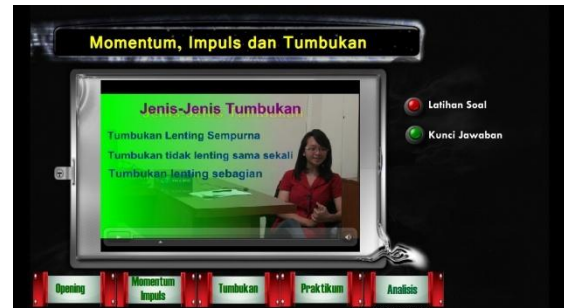 Momentum, Impuls dan Tumbukan
Jenis-Jenis Tumbukan
Tumbukan Lenting Sempurna
Tumbukan tidak lenting sama sekali
Tumbukan lenting sebagian
Latihan Soal
Kunci Jawaban
Opening
Momentum
Impuls
Tumbukan
Praktikum
Analisis